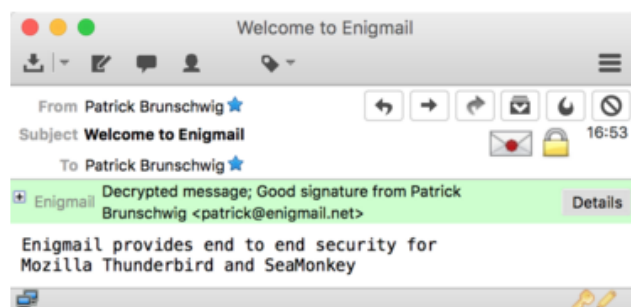 Welcome to Enigmail
From Patrick Brunschwig
Subject Welcome to Enigmail
16:53
To Patrick Brunschwig
Enigmail Decrypted message; Good signature from Patrick
Brunschwig <patrick@enigmail.net>
Details
Enigmail provides end to end security for
Mozilla Thunderbird and SeaMonkey